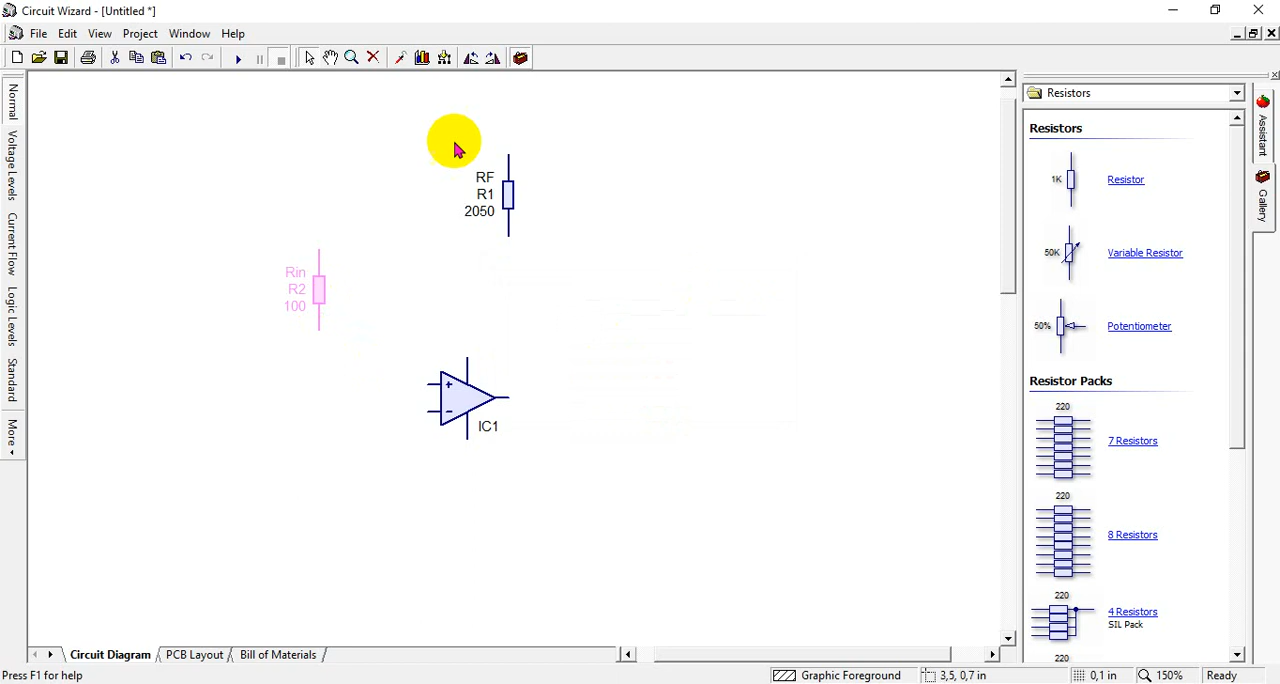 Circuit Wizard - [Untitled *]
File Edit View Project Window Help
Normal
Voltage Levels
Current Flow
Logic Levels
Standard
More
RF
R1
2050
Rin
R2
100
+
-
IC1
Resistors
Resistors
1K Resistor
50K Variable Resistor
50% Potentiometer
Resistor Packs
220
7 Resistors
220
8 Resistors
220
4 Resistors
SIL Pack
220
Assistant
Gallery
Circuit Diagram PCB Layout Bill of Materials
Press F1 for help Graphic Foreground 3,5, 0,7 in 0,1 in 150% Ready